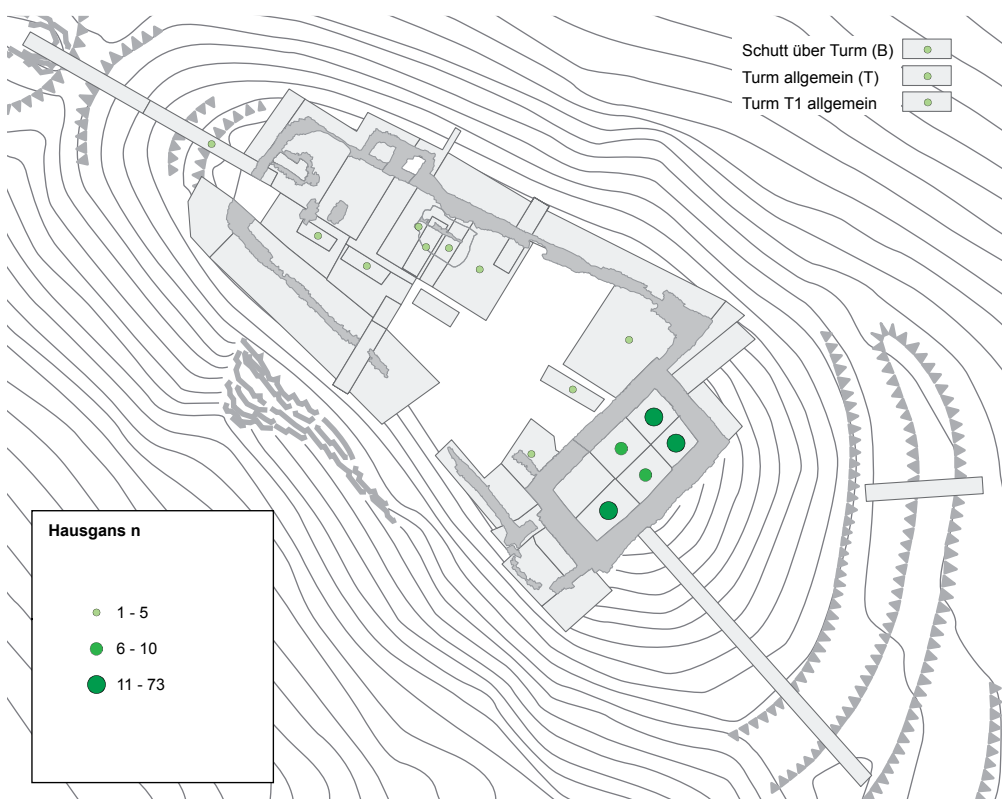 Schutt über Turm (B)
Turm allgemein (T)
Turm T1 allgemein
Hausgans n
1 - 5
6 - 10
11 - 73